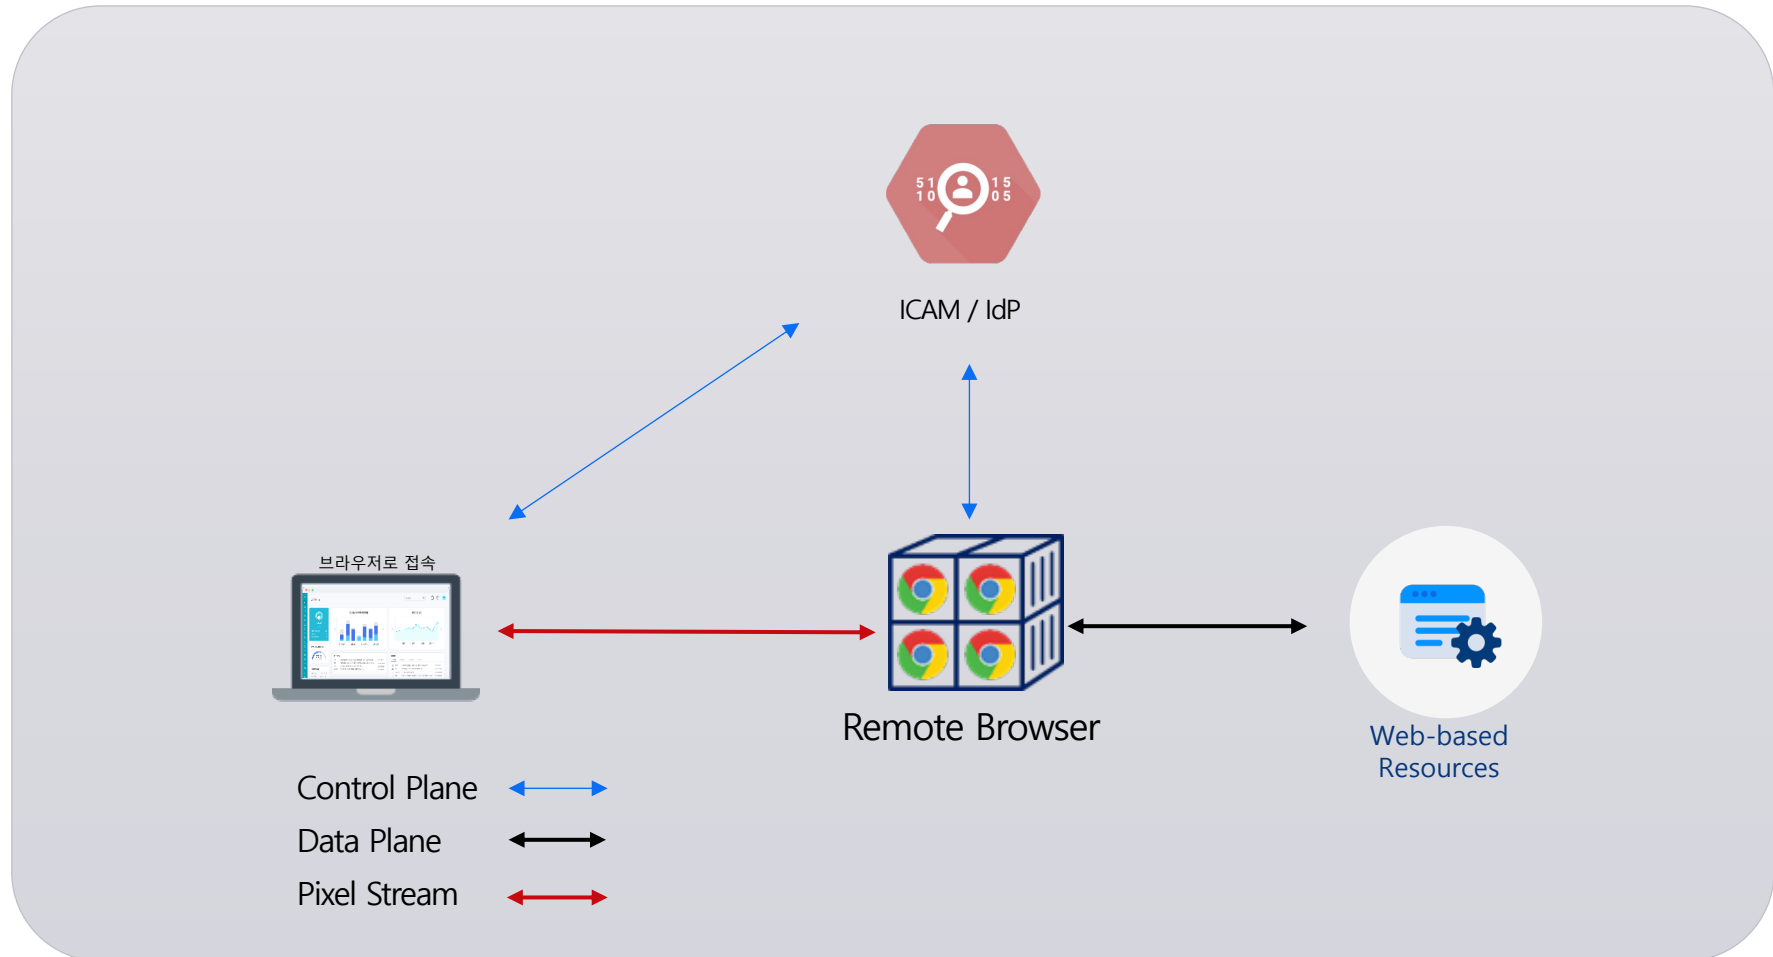 51
10
15
05
ICAM / IdP
브라우저로 접속
Remote Browser
Web-based
Resources
Control Plane
Data Plane
Pixel Stream